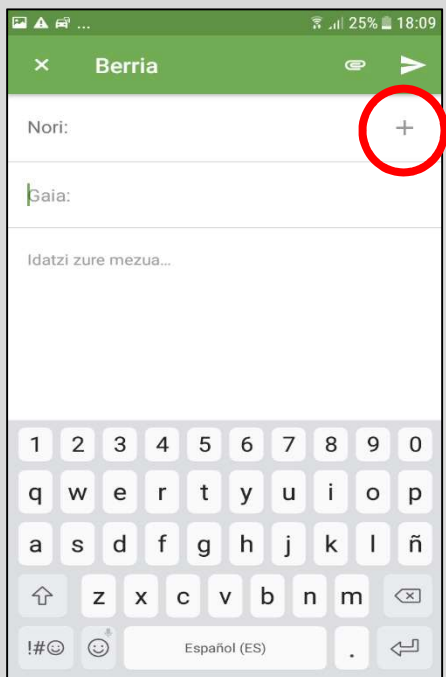 ... 25% 18:09
× Berria
Nori: +
Gaia:
Idatzi zure mezua...
1 2 3 4 5 6 7 8 9 0
q w e r t y u i o p
a s d f g h j k l ñ
z x c v b n m
!#☺ Español (ES) .